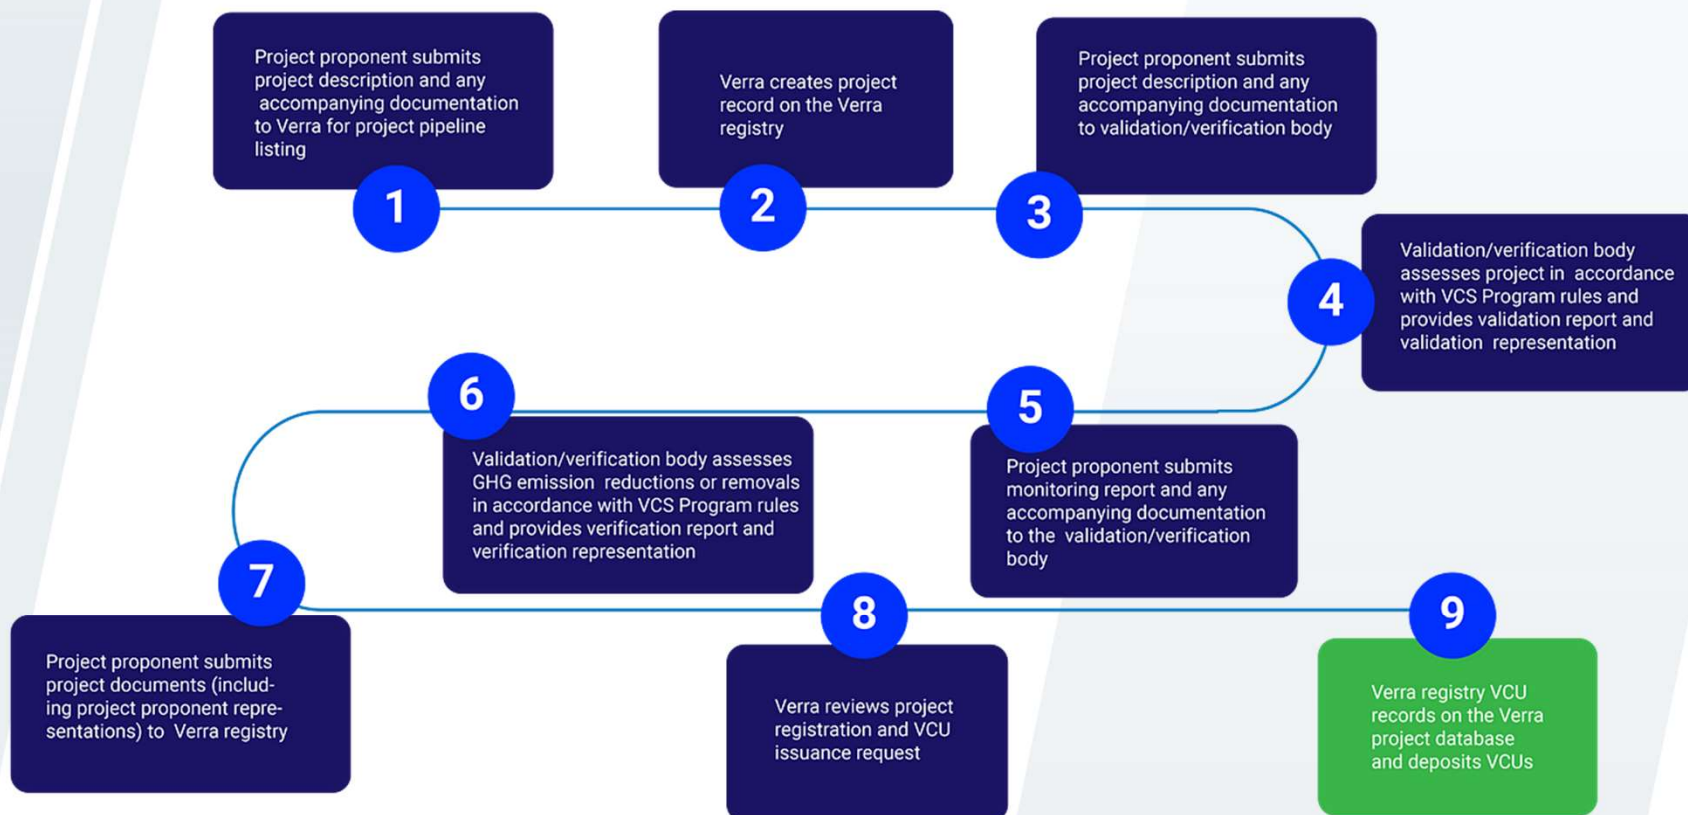 Project proponent submits
project description and any
accompanying documentation
to Verra for project pipeline
listing
1
Verra creates project
record on the Verra
registry
2
Project proponent submits
project description and any
accompanying documentation
to validation/verification body
3
Validation/verification body
assesses project in accordance
with VCS Program rules and
provides validation report and
validation representation
4
5
Project proponent submits
monitoring report and any
accompanying documentation
to the validation/verification
body
6
Validation/verification body assesses
GHG emission reductions or removals
in accordance with VCS Program rules
and provides verification report and
verification representation
7
Project proponent submits
project documents (includ-
ing project proponent repre-
sentations) to Verra registry
8
Verra reviews project
registration and VCU
issuance request
9
Verra registry VCU
records on the Verra
project database
and deposits VCUs